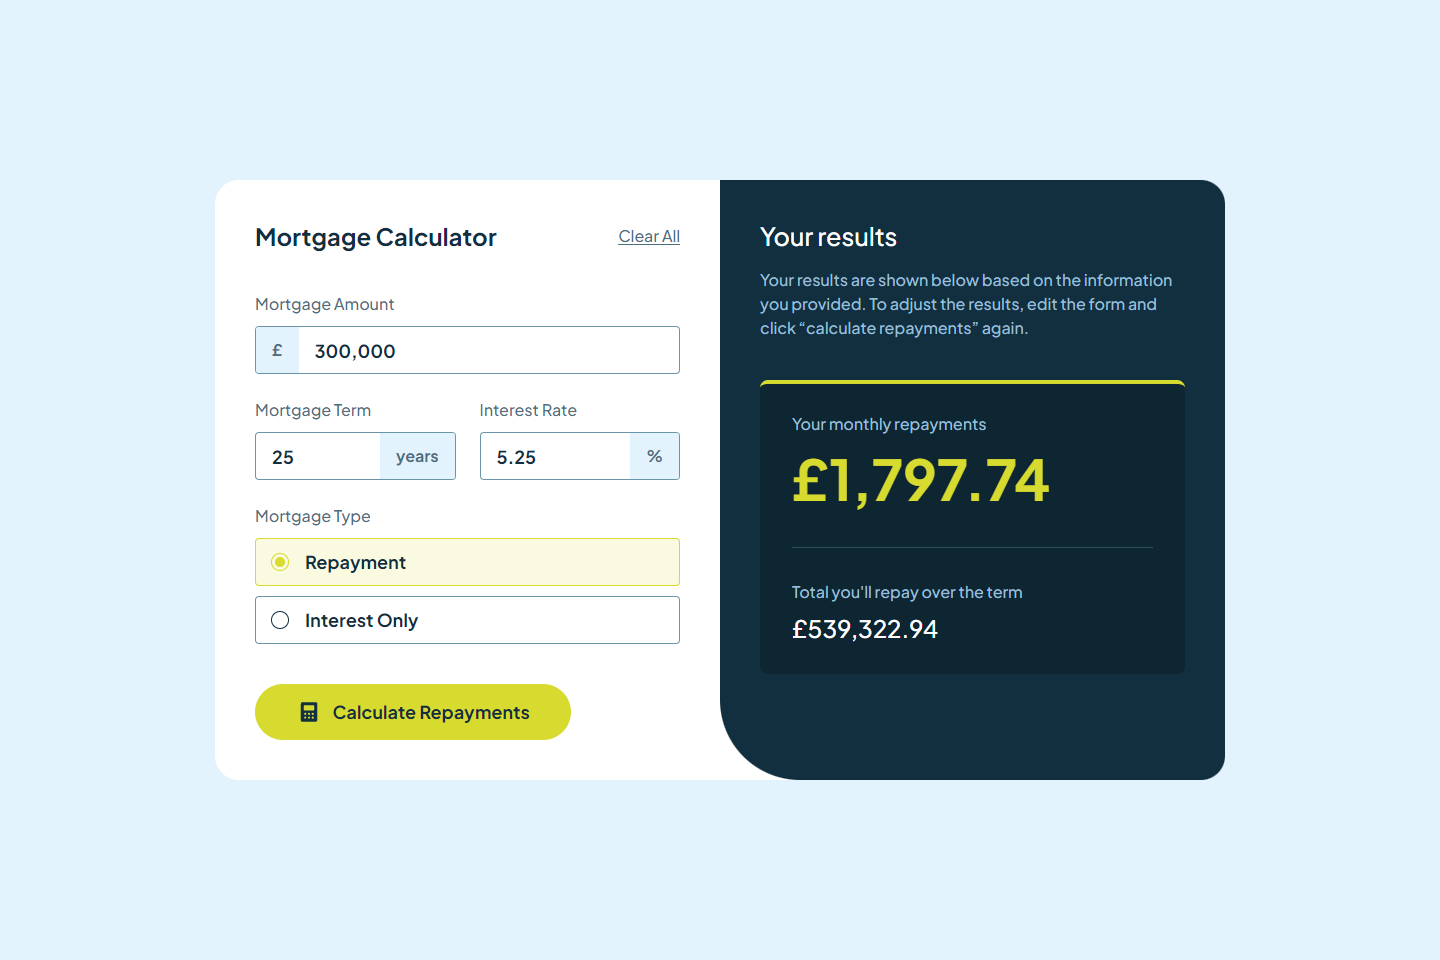 Mortgage Calculator
Clear All
Mortgage Amount
£ 300,000
Mortgage Term
25 years
Interest Rate
5.25 %
Mortgage Type
Repayment
Interest Only
Calculate Repayments
Your results
Your results are shown below based on the information
you provided. To adjust the results, edit the form and
click “calculate repayments” again.
Your monthly repayments
£1,797.74
Total you'll repay over the term
£539,322.94